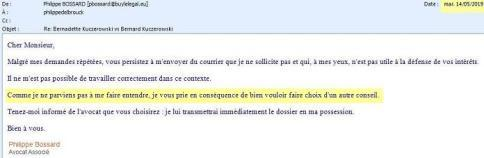 De : Philippe BOSSARD [pbossard@buylelegal.eu] Date : mar. 14/05/2019
À : philippedelbrouck
Cc :
Objet : Re: Bernadette Kuczerowski vs Bernard Kuczerowski
Cher Monsieur,
Malgré mes demandes répétées, vous persistez à m'envoyer du courrier que je ne sollicite pas et qui, à mes yeux, n'est pas utile à la défense de vos intérêts.
Il ne m'est pas possible de travailler correctement dans ce contexte.
Comme je ne parviens pas à me faire entendre, je vous prie en conséquence de bien vouloir faire choix d'un autre conseil.
Tenez-moi informé de l'avocat que vous choisirez : je lui transmettrai immédiatement le dossier en ma possession.
Bien à vous.
Philippe Bossard
Avocat Associé